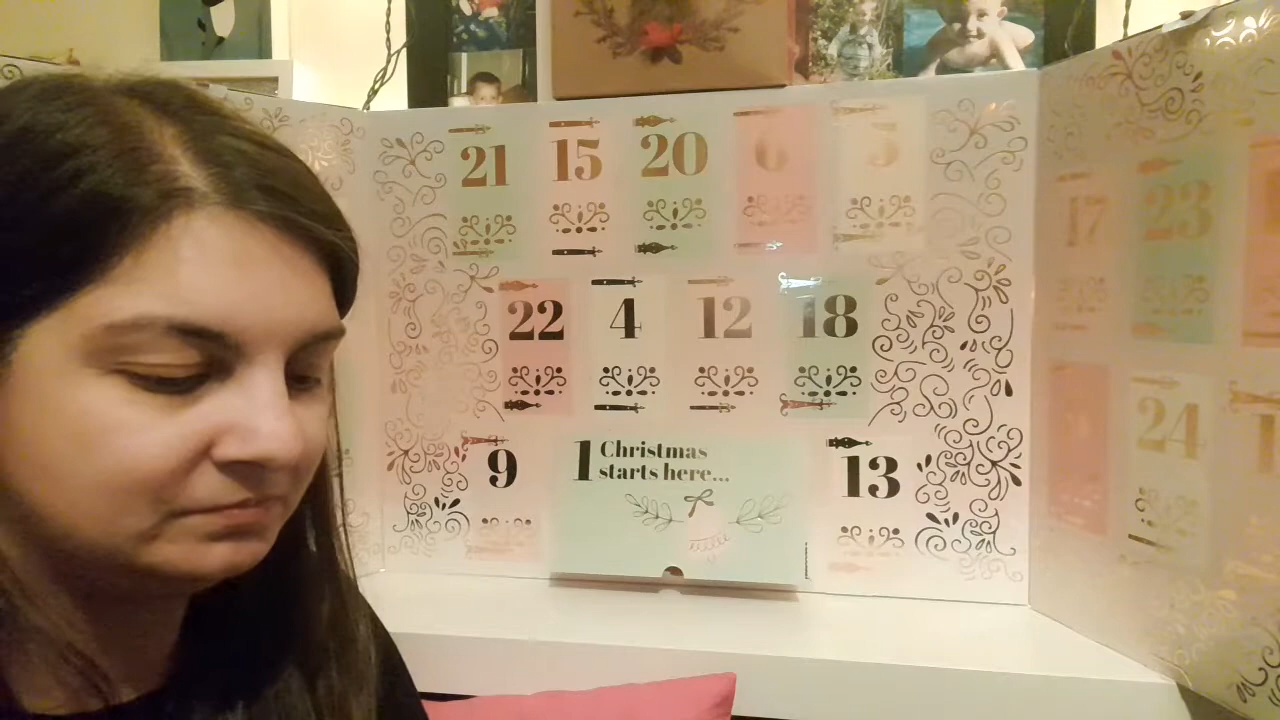 21 15 20 6 5
22 4 12 18
9
1 Christmas
starts here...
13
17 23
24